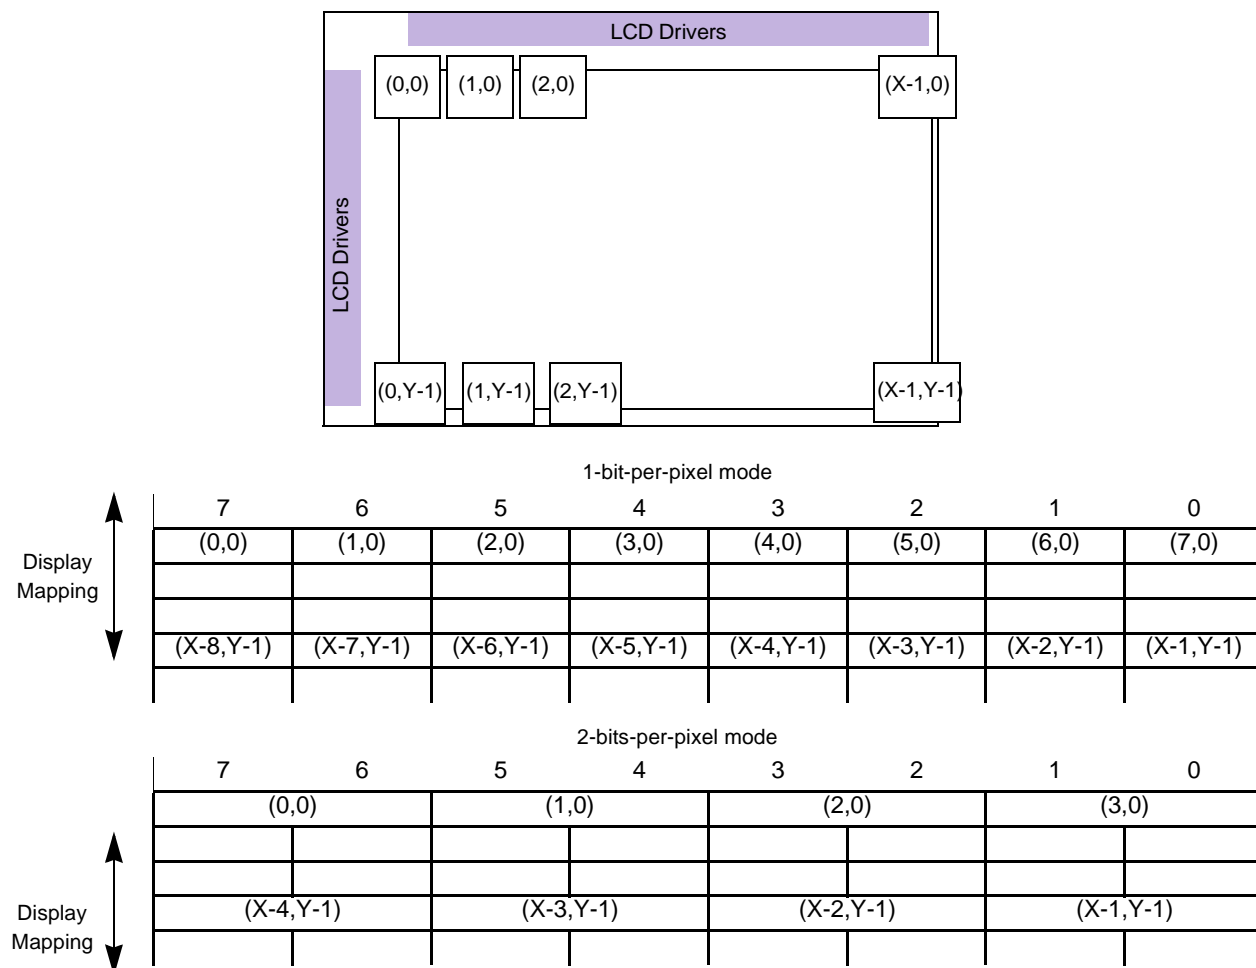 LCD Drivers
(0,0) (1,0) (2,0) (X-1,0)
LCD Drivers
(0,Y-1) (1,Y-1) (2,Y-1) (X-1,Y-1)
1-bit-per-pixel mode
7 6 5 4 3 2 1 0
(0,0) (1,0) (2,0) (3,0) (4,0) (5,0) (6,0) (7,0)
Display
Mapping
(X-8,Y-1) (X-7,Y-1) (X-6,Y-1) (X-5,Y-1) (X-4,Y-1) (X-3,Y-1) (X-2,Y-1) (X-1,Y-1)
2-bits-per-pixel mode
7 6 5 4 3 2 1 0
(0,0) (1,0) (2,0) (3,0)
(X-4,Y-1) (X-3,Y-1) (X-2,Y-1) (X-1,Y-1)
Display
Mapping